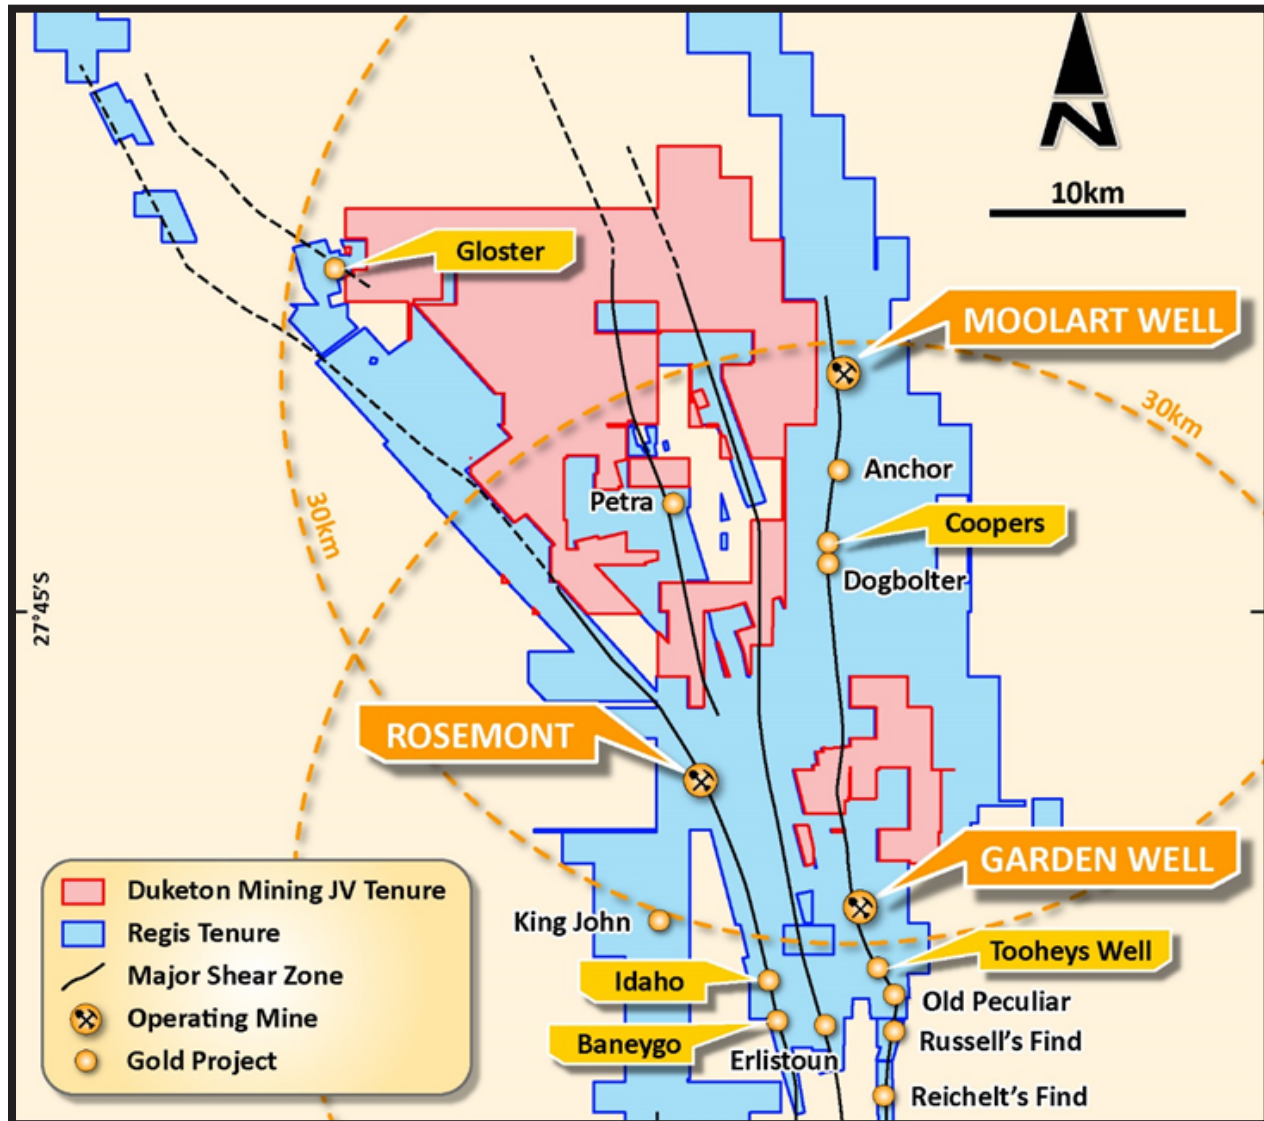 N
10km
Gloster
MOOLART WELL
30km
Anchor
Petra
30km
Coopers
Dogbolter
27°45'S
ROSEMONT
GARDEN WELL
King John
Tooheys Well
Idaho
Old Peculiar
Baneygo
Russell's Find
Erlistoun
Reichelt's Find
Duketon Mining JV Tenure
Regis Tenure
Major Shear Zone
Operating Mine
Gold Project